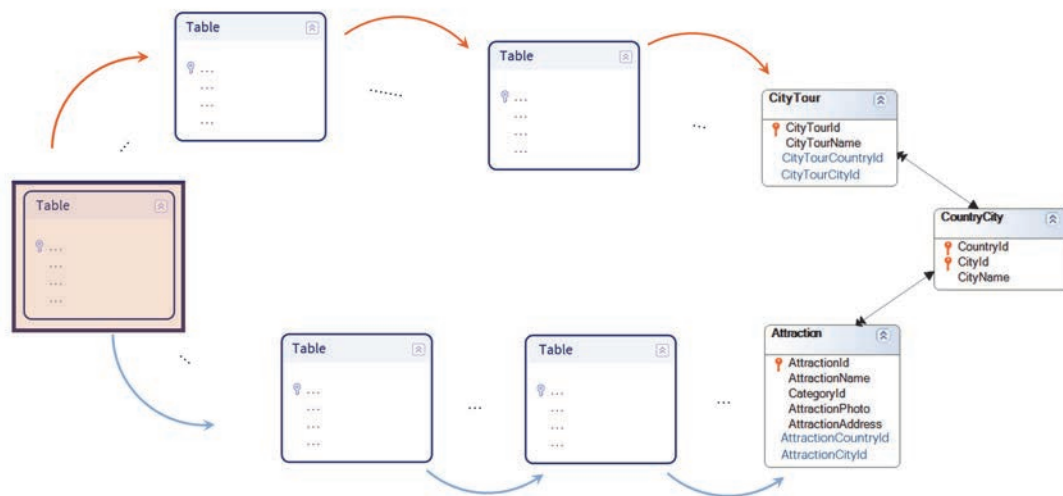 Table
...
...
...
...
Table
...
...
...
...
CityTour
CityTourId
CityTourName
CityTourCountryId
CityTourCityId
Table
...
...
...
...
CountryCity
CountryId
CityId
CityName
Table
...
...
...
...
Table
...
...
...
...
Attraction
AttractionId
AttractionName
CategoryId
AttractionPhoto
AttractionAddress
AttractionCountryId
AttractionCityId